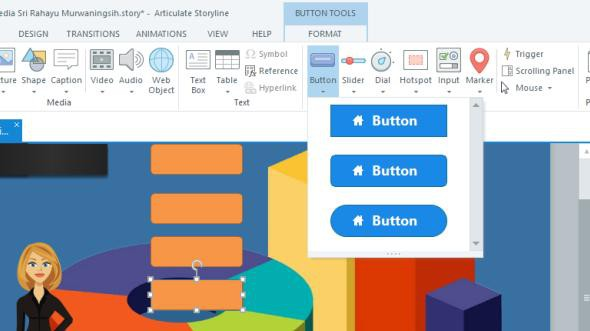 edia Sri Rahayu Murwaningsih.story* - Articulate Storyline
BUTTON TOOLS
DESIGN TRANSITIONS ANIMATIONS VIEW HELP FORMAT
cture Shape Caption Video Audio Web Object
Text Box Table Symbol
Reference
Hyperlink
Button Slider Dial Hotspot Input Marker
Trigger
Scrolling Panel
Mouse
P
Media Text
i...
Button
Button
Button